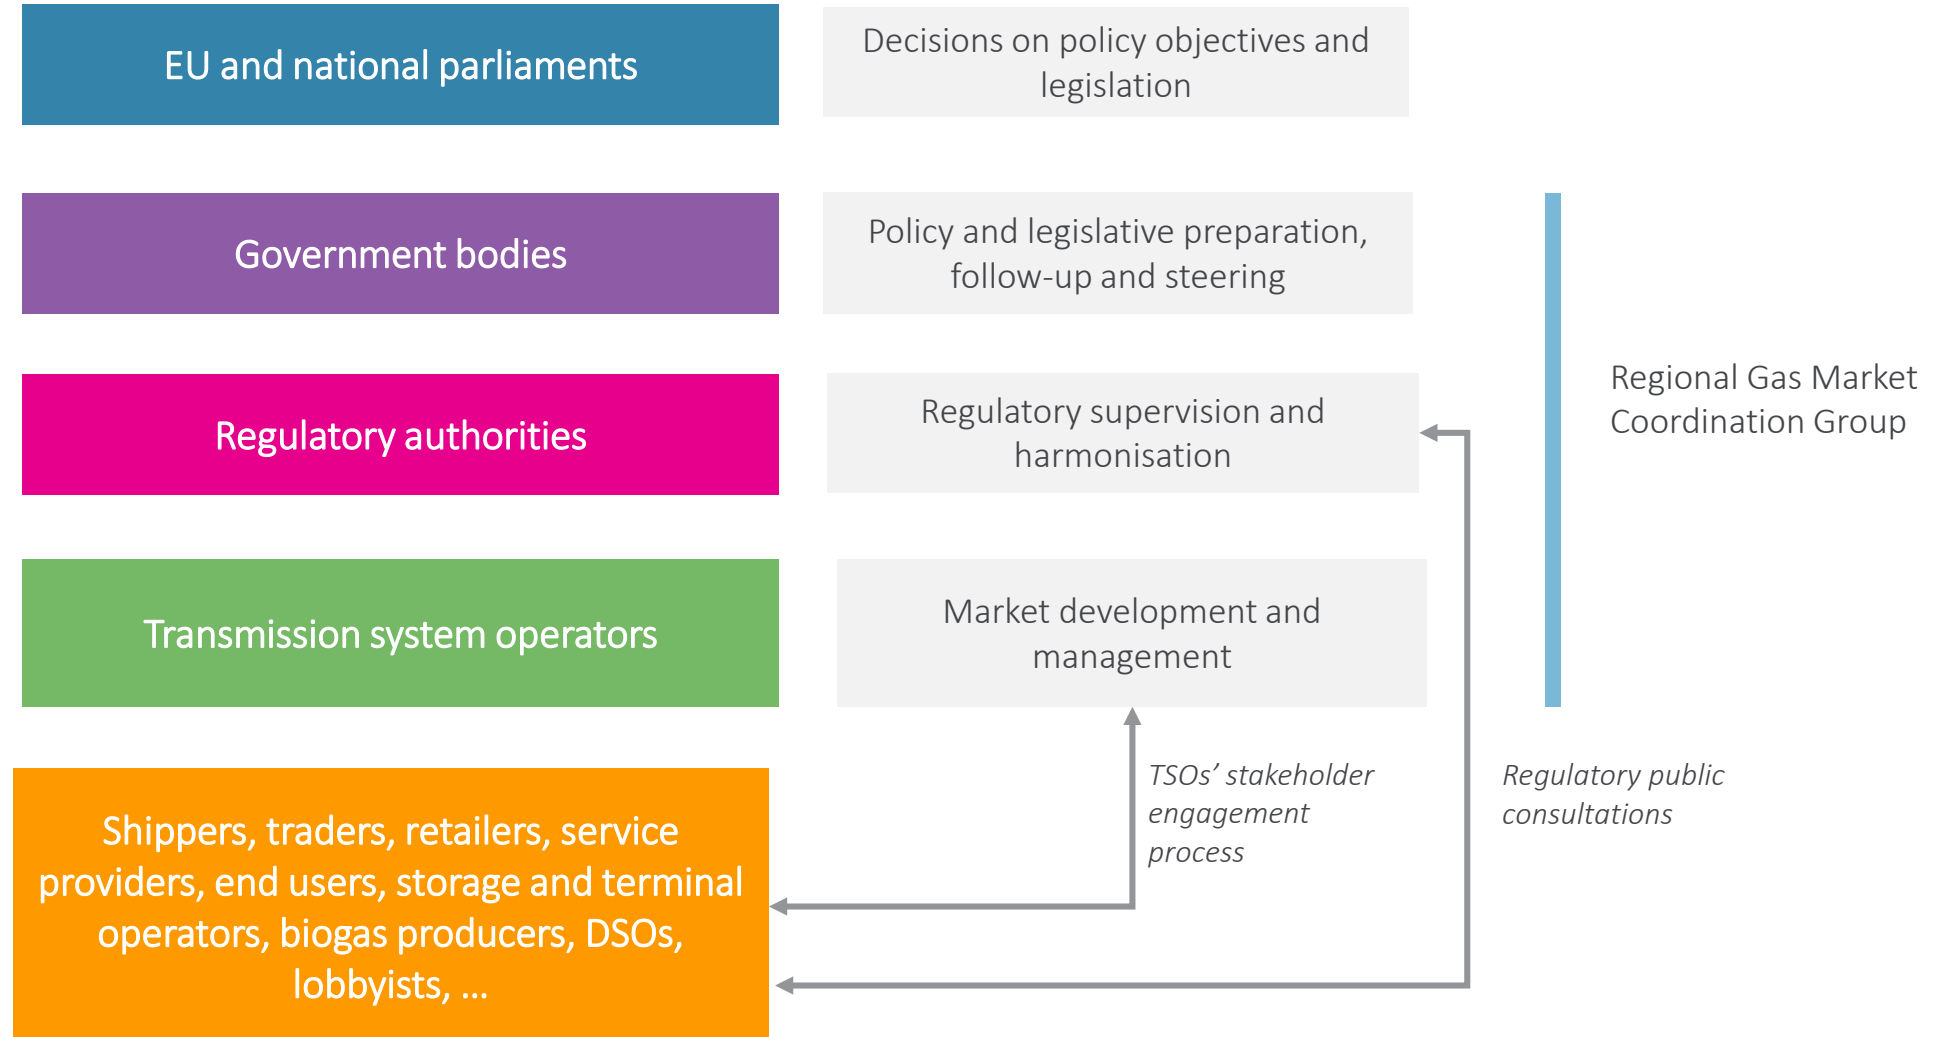 EU and national parliaments
Decisions on policy objectives and
legislation
Government bodies
Policy and legislative preparation,
follow-up and steering
Regulatory authorities
Regulatory supervision and
harmonisation
Regional Gas Market
Coordination Group
Transmission system operators
Market development and
management
TSOs’ stakeholder
engagement
process
Regulatory public
consultations
Shippers, traders, retailers, service
providers, end users, storage and terminal
operators, biogas producers, DSOs,
lobbyists, ...